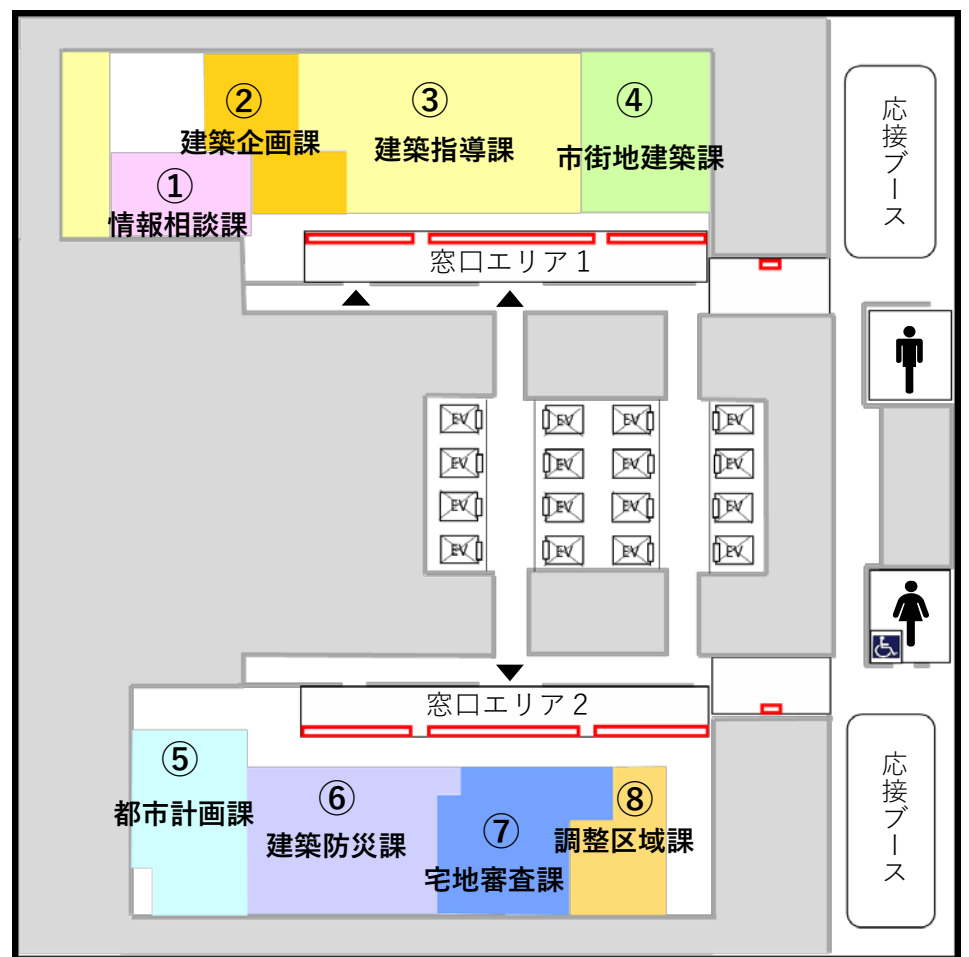 ②
建築企画課
③
建築指導課
④
市街地建築課
①
情報相談課
応接ブース
窓口エリア１
EV EV EV EV
EV EV EV EV
EV EV EV EV
EV EV EV EV
窓口エリア２
⑤
都市計画課
⑥
建築防災課
⑦
宅地審査課
⑧
調整区域課
応接ブース